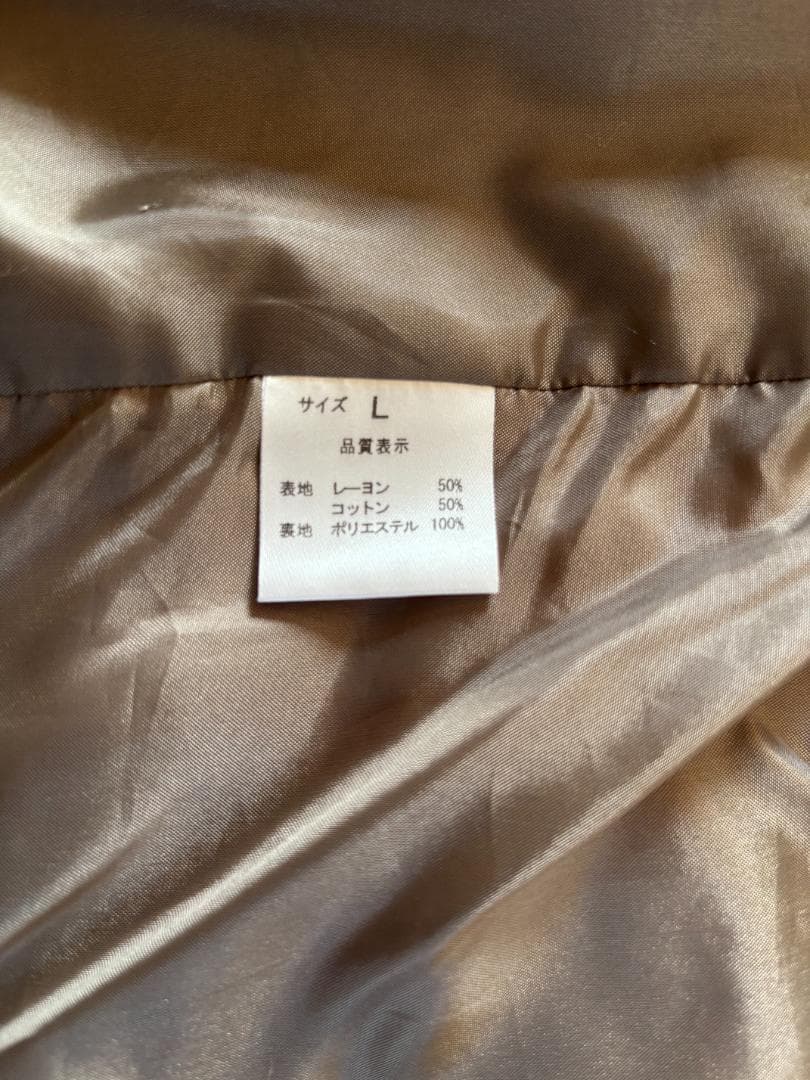 サイズ L
品質表示
表地 レーヨン 50%
コットン 50%
裏地 ポリエステル 100%